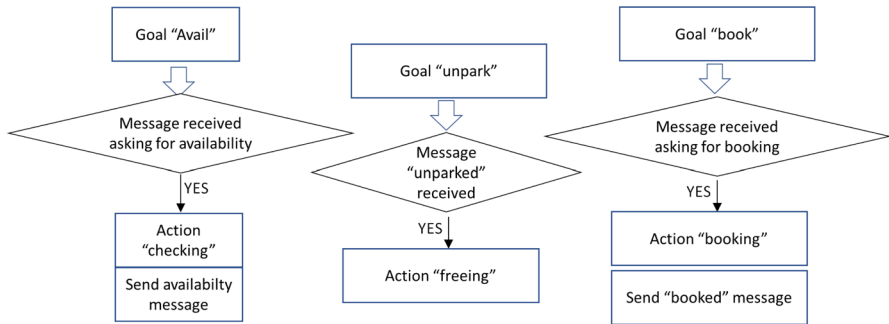 Goal “Avail”
Message received
asking for availability
YES
Action
“checking”
Send availabilty
message
Goal “unpark”
Message
“unparked”
received
YES
Action “freeing”
Goal “book”
Message received
asking for booking
YES
Action “booking”
Send “booked” message